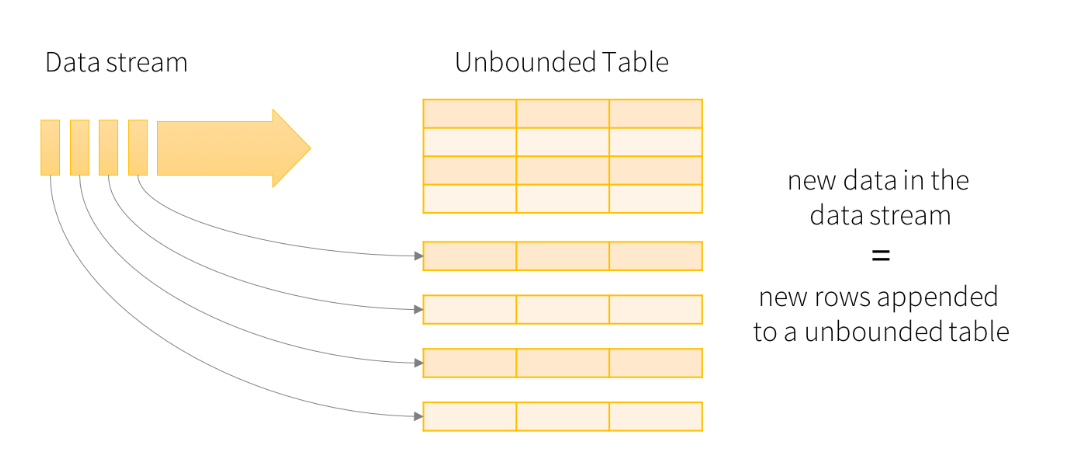 Data stream
Unbounded Table
new data in the
data stream
=
new rows appended
to a unbounded table